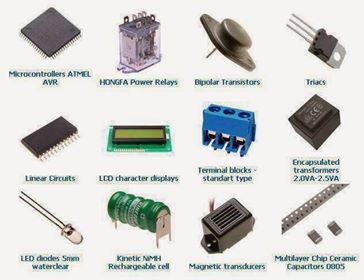 Microcontrollers ATMEL
AVR
HONGFA Power Relays
Bipolar Transistors
Triacs
Linear Circuits
LCD character displays
Terminal blocks -
standart type
Encapsulated
transformers
2.0VA-2.5VA
LED diodes 5mm
waterclear
Kinetic NiMH
Rechargeable cell
Magnetic transducers
Multilayer Chip Ceramic
Capacitors 0805